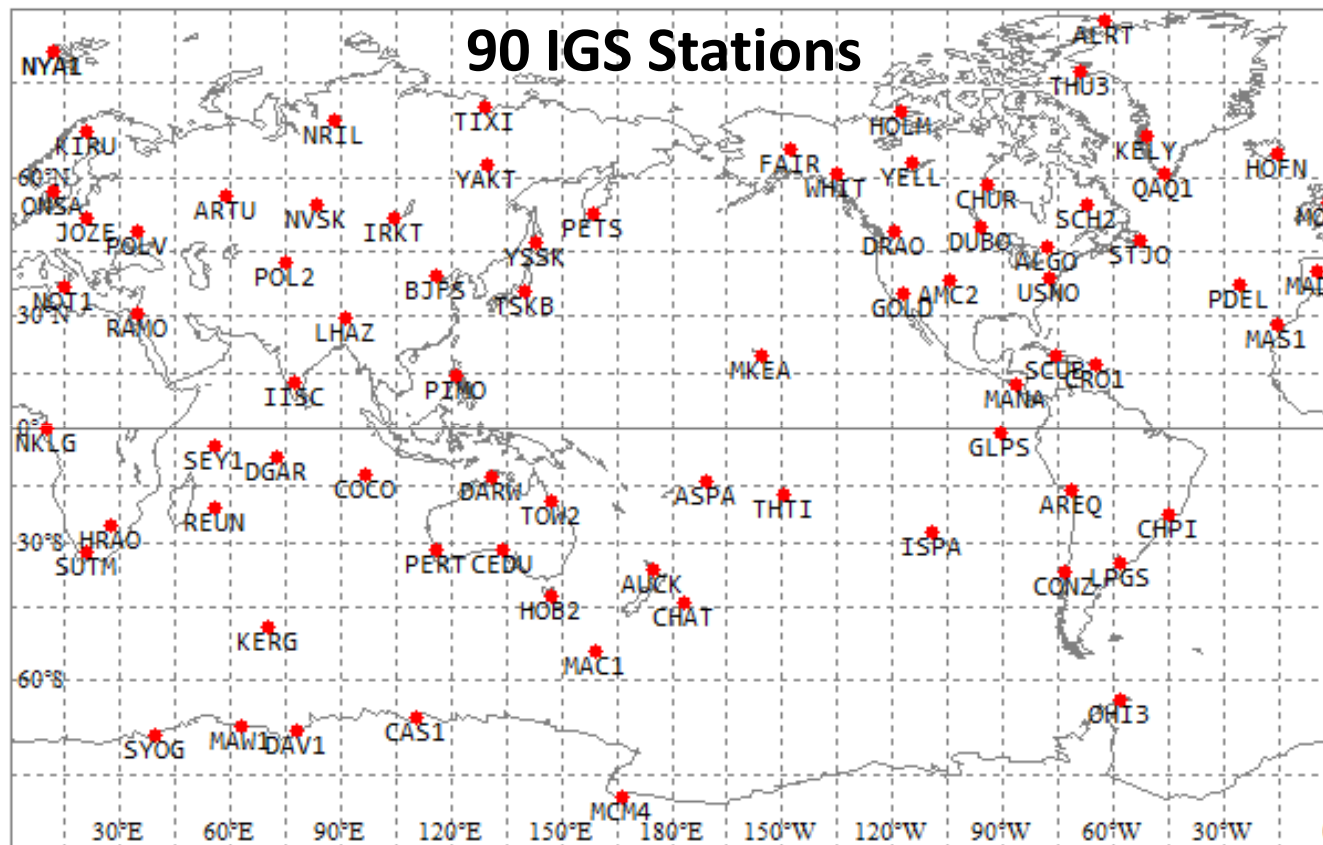 90 IGS Stations
ALRT
NYA1
THU3
TIXI
HOLM
NRIL
KIRU
KELY
FAIR
HOFN
YAKT
YELL
60°N
WHIT
QAQ1
CHUR
ONSA
ARTU
NVSK
SCH2
JOZE
IRKT
PETS
POLV
DRAO
DUBO
YSSK
ALGO
STJO
POL2
BJFS
USNO
AMC2
NOT1
TSKB
GOLD
PDEL
30°N
RAMO
LHAZ
MAS1
MKEA
SCUB
CRO1
IISC
PIMO
MANA
0°
NKLG
GLPS
SEY1
DGAR
COCO
DARW
ASPA
AREQ
THTI
TOW2
REUN
CHPI
HRAO
30°S
ISPA
SUTM
PERT
CEDU
LPGS
AUCK
CONZ
HOB2
CHAT
KERG
MAC1
60°S
OHI3
CAS1
MAW1
DAV1
SYOG
MCM4
30°E 60°E 90°E 120°E 150°E 180°E 150°W 120°W 90°W 60°W 30°W